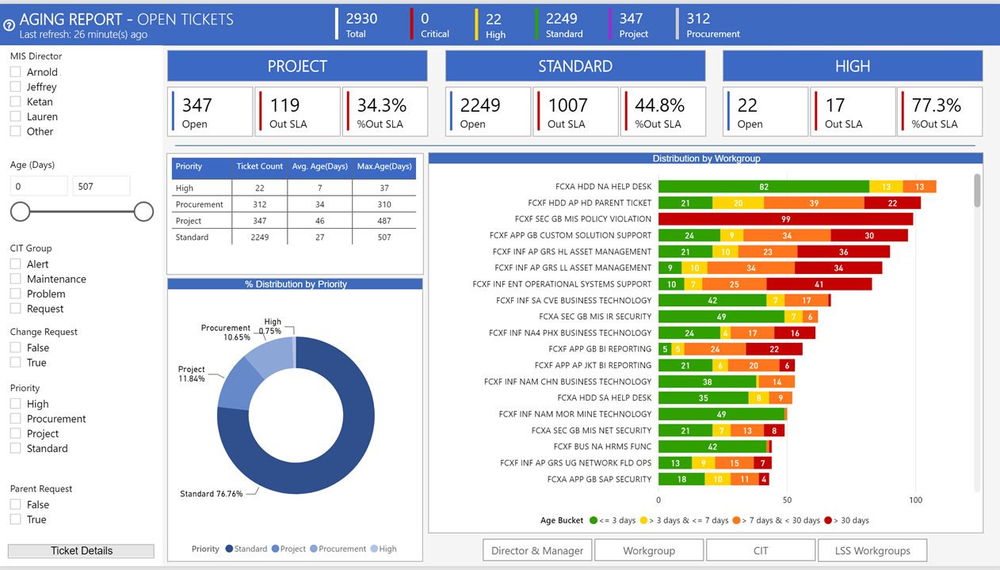 AGING REPORT - OPEN TICKETS
Last refresh: 26 minute(s) ago
2930
Total
0
Critical
22
High
2249
Standard
347
Project
312
Procurement
MIS Director
Arnold
Jeffrey
Ketan
Lauren
Other
Age (Days)
0 507
CIT Group
Alert
Maintenance
Problem
Request
Change Request
False
True
Priority
High
Procurement
Project
Standard
Parent Request
False
True
Ticket Details
PROJECT
347
Open
119
Out SLA
34.3%
%Out SLA
STANDARD
2249
Open
1007
Out SLA
44.8%
%Out SLA
HIGH
22
Open
17
Out SLA
77.3%
%Out SLA
Priority Ticket Count Avg. Age(Days) Max.Age(Days)
High 22 7 37
Procurement 312 34 310
Project 347 46 487
Standard 2249 27 507
% Distribution by Priority
High
0.75%
Procurement
10.65%
Project
11.84%
Standard 76.76%
Priority Standard Project Procurement High
Distribution by Workgroup
FCXA HDD NA HELP DESK 82 13 13
FCXF HDD AP HD PARENT TICKET 21 20 39 22
FCXF SEC GB MIS POLICY VIOLATION 99
FCXF APP GB CUSTOM SOLUTION SUPPORT 24 9 34 30
FCXF INF AP GRS HL ASSET MANAGEMENT 21 10 23 36
FCXF INF AP GRS LL ASSET MANAGEMENT 9 10 34 34
FCXF INF ENT OPERATIONAL SYSTEMS SUPPORT 10 7 25 41
FCXF INF SA CVE BUSINESS TECHNOLOGY 42 7 17
FCXA SEC GB MIS IR SECURITY 49 7 6
FCXF INF NA4 PHX BUSINESS TECHNOLOGY 24 4 17 16
FCXF APP GB BI REPORTING 5 5 24 22
FCXF APP AP JKT BI REPORTING 21 6 20 6
FCXF INF NAM CHN BUSINESS TECHNOLOGY 38 14
FCXA HDD SA HELP DESK 35 8 9
FCXF INF NAM MOR MINE TECHNOLOGY 49
FCXA SEC GB MIS NET SECURITY 21 7 13 8
FCXF BUS NA HRMS FUNC 42
FCXF INF AP GRS UG NETWORK FLD OPS 13 9 15 7
FCXA APP GB SAP SECURITY 18 10 11 4
0 50 100
Age Bucket <= 3 days > 3 days & <= 7 days > 7 days & < 30 days > 30 days
Director & Manager
Workgroup
CIT
LSS Workgroups